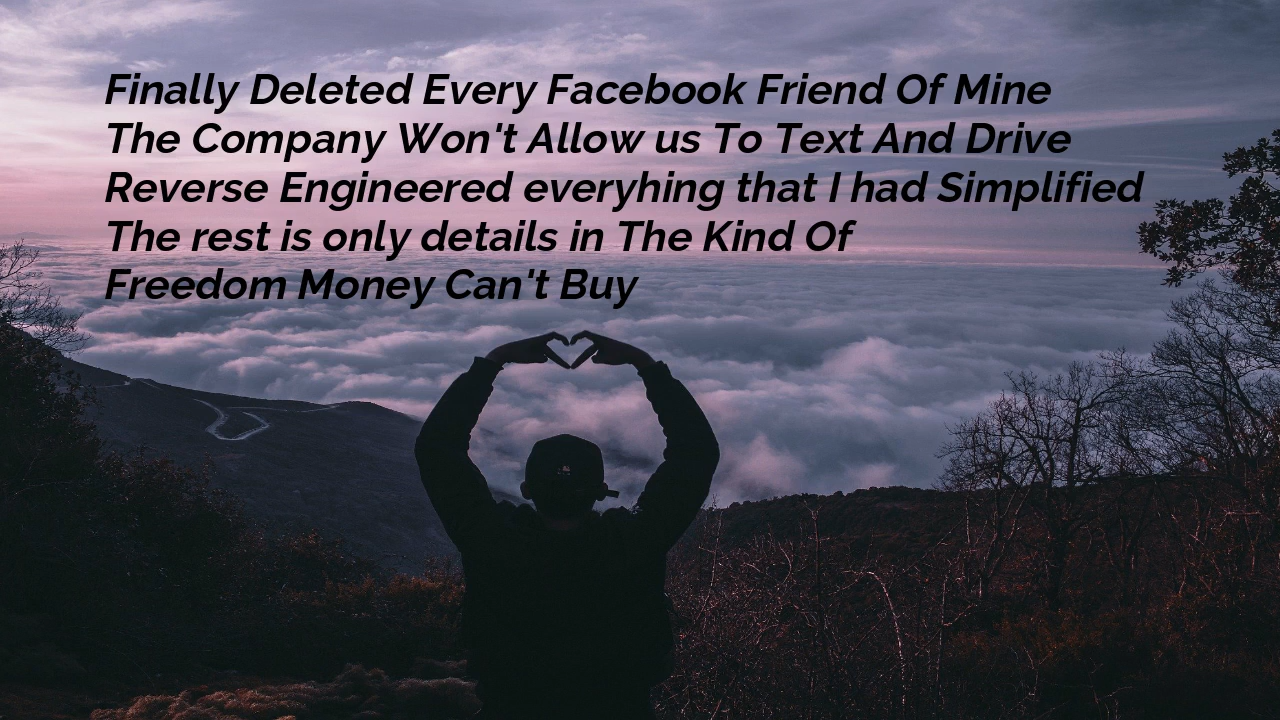 Finally Deleted Every Facebook Friend Of Mine
The Company Won't Allow us To Text And Drive
Reverse Engineered everyhing that I had Simplified
The rest is only details in The Kind Of
Freedom Money Can't Buy